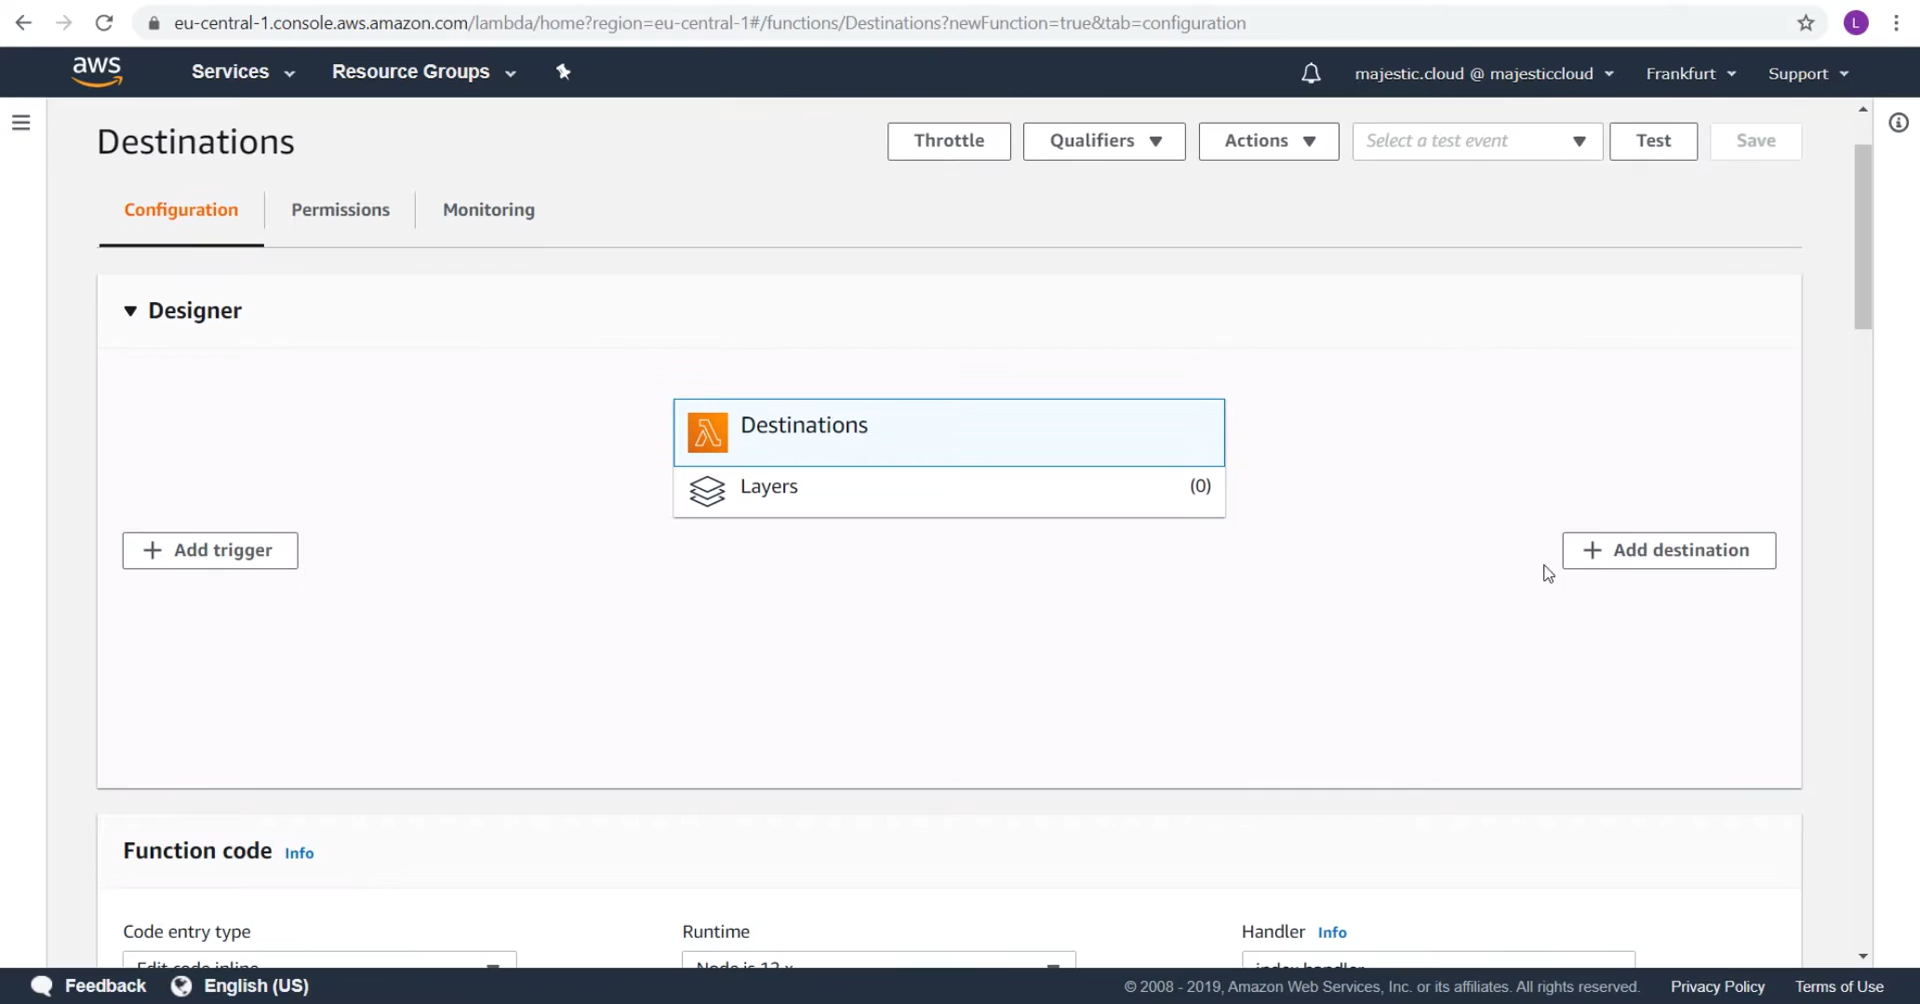 eu-central-1.console.aws.amazon.com/lambda/home?region=eu-central-1#/functions/Destinations?newFunction=true&tab=configuration
L
aws
Services
Resource Groups
majestic.cloud @ majesticcloud
Frankfurt
Support
Destinations
Throttle
Qualifiers
Actions
Select a test event
Test
Save
Configuration
Permissions
Monitoring
Designer
Destinations
Layers
(0)
Add trigger
Add destination
Function code Info
Code entry type
Runtime
Handler Info
Edit code inline
Node.js 12.x
index.handler
Feedback
English (US)
© 2008 - 2019, Amazon Web Services, Inc. or its affiliates. All rights reserved.
Privacy Policy
Terms of Use